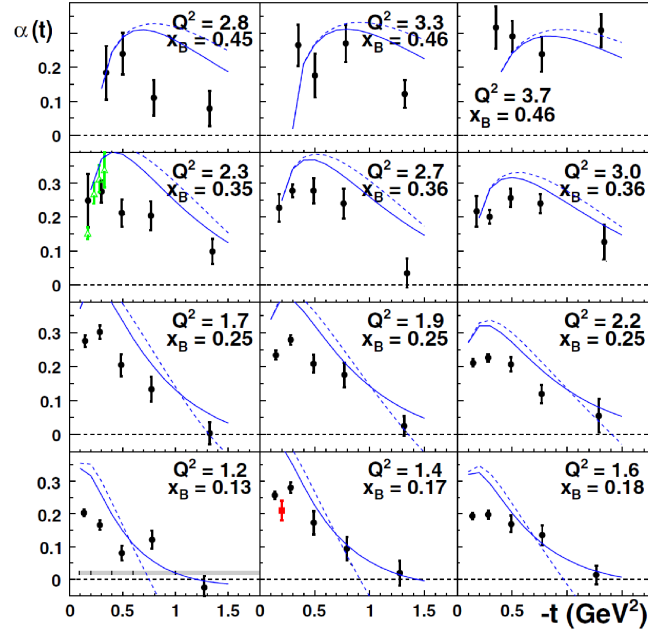 α(t)
Q² = 2.8
x_B = 0.45
Q² = 3.3
x_B = 0.46
Q² = 3.7
x_B = 0.46
0.3
0.2
0.1
0
Q² = 2.3
x_B = 0.35
Q² = 2.7
x_B = 0.36
Q² = 3.0
x_B = 0.36
0.3
0.2
0.1
0
Q² = 1.7
x_B = 0.25
Q² = 1.9
x_B = 0.25
Q² = 2.2
x_B = 0.25
0.3
0.2
0.1
0
Q² = 1.2
x_B = 0.13
Q² = 1.4
x_B = 0.17
Q² = 1.6
x_B = 0.18
0.3
0.2
0.1
0
0 0.5 1 1.5 0 0.5 1 1.5 0 0.5 1 1.5
-t (GeV²)